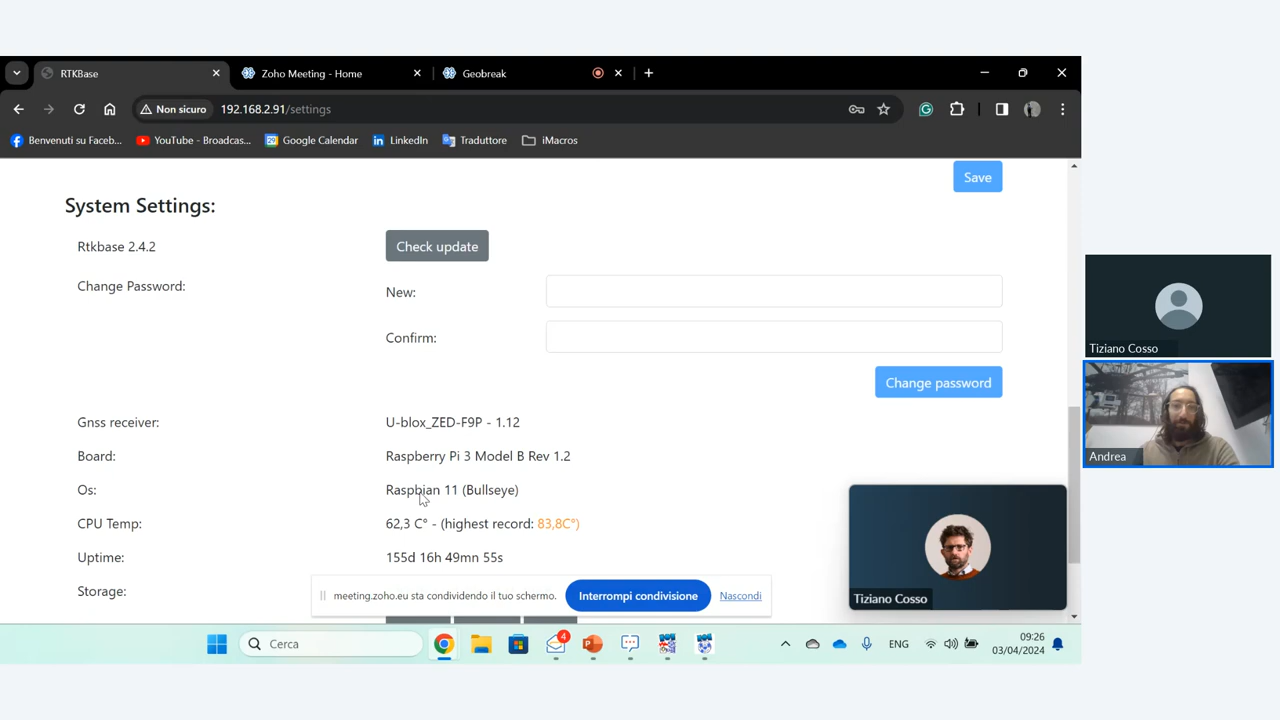 RTKBase
Zoho Meeting - Home
Geobreak
Non sicuro
192.168.2.91/settings
Benvenuti su Faceb...
YouTube - Broadcas...
Google Calendar
LinkedIn
Traduttore
iMacros
Save
System Settings:
Rtkbase 2.4.2
Check update
Change Password:
New:
Confirm:
Change password
Gnss receiver:
U-blox_ZED-F9P - 1.12
Board:
Raspberry Pi 3 Model B Rev 1.2
Os:
Raspbian 11 (Bullseye)
CPU Temp:
62,3 C° - (highest record: 83,8C°)
Uptime:
155d 16h 49mn 55s
Storage:
meeting.zoho.eu sta condividendo il tuo schermo.
Interrompi condivisione
Nascondi
Tiziano Cosso
Tiziano Cosso
Andrea
Cerca
4
ENG
09:26
03/04/2024